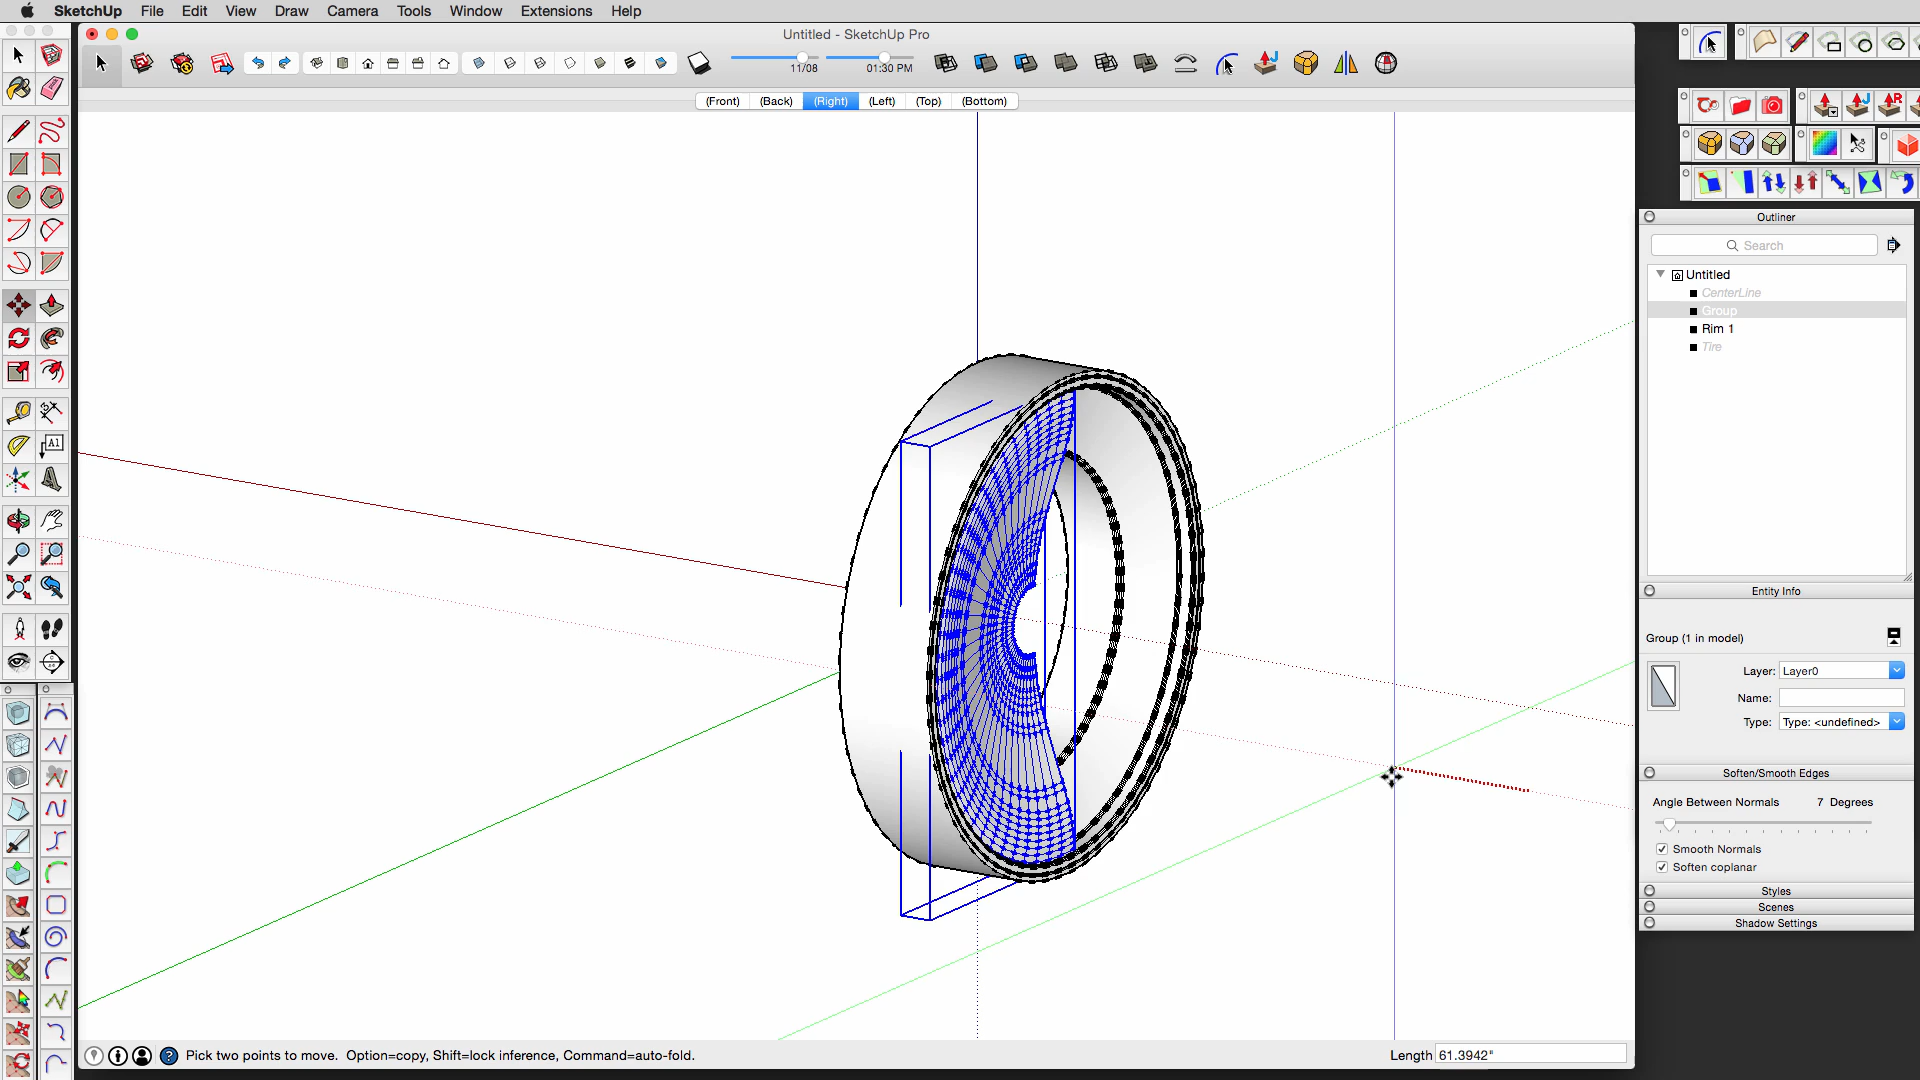 SketchUp File Edit View Draw Camera Tools Window Extensions Help
Untitled - SketchUp Pro
11/08 01:30 PM
(Front) (Back) (Right) (Left) (Top) (Bottom)
A1
J R
Outliner
Search
Untitled
CenterLine
Group
Rim 1
Tire
Entity Info
Group (1 in model)
Layer: Layer0
Name:
Type: Type: <undefined>
Soften/Smooth Edges
Angle Between Normals 7 Degrees
Smooth Normals
Soften coplanar
Styles
Scenes
Shadow Settings
Pick two points to move. Option=copy, Shift=lock inference, Command=auto-fold.
Length 61.3942"